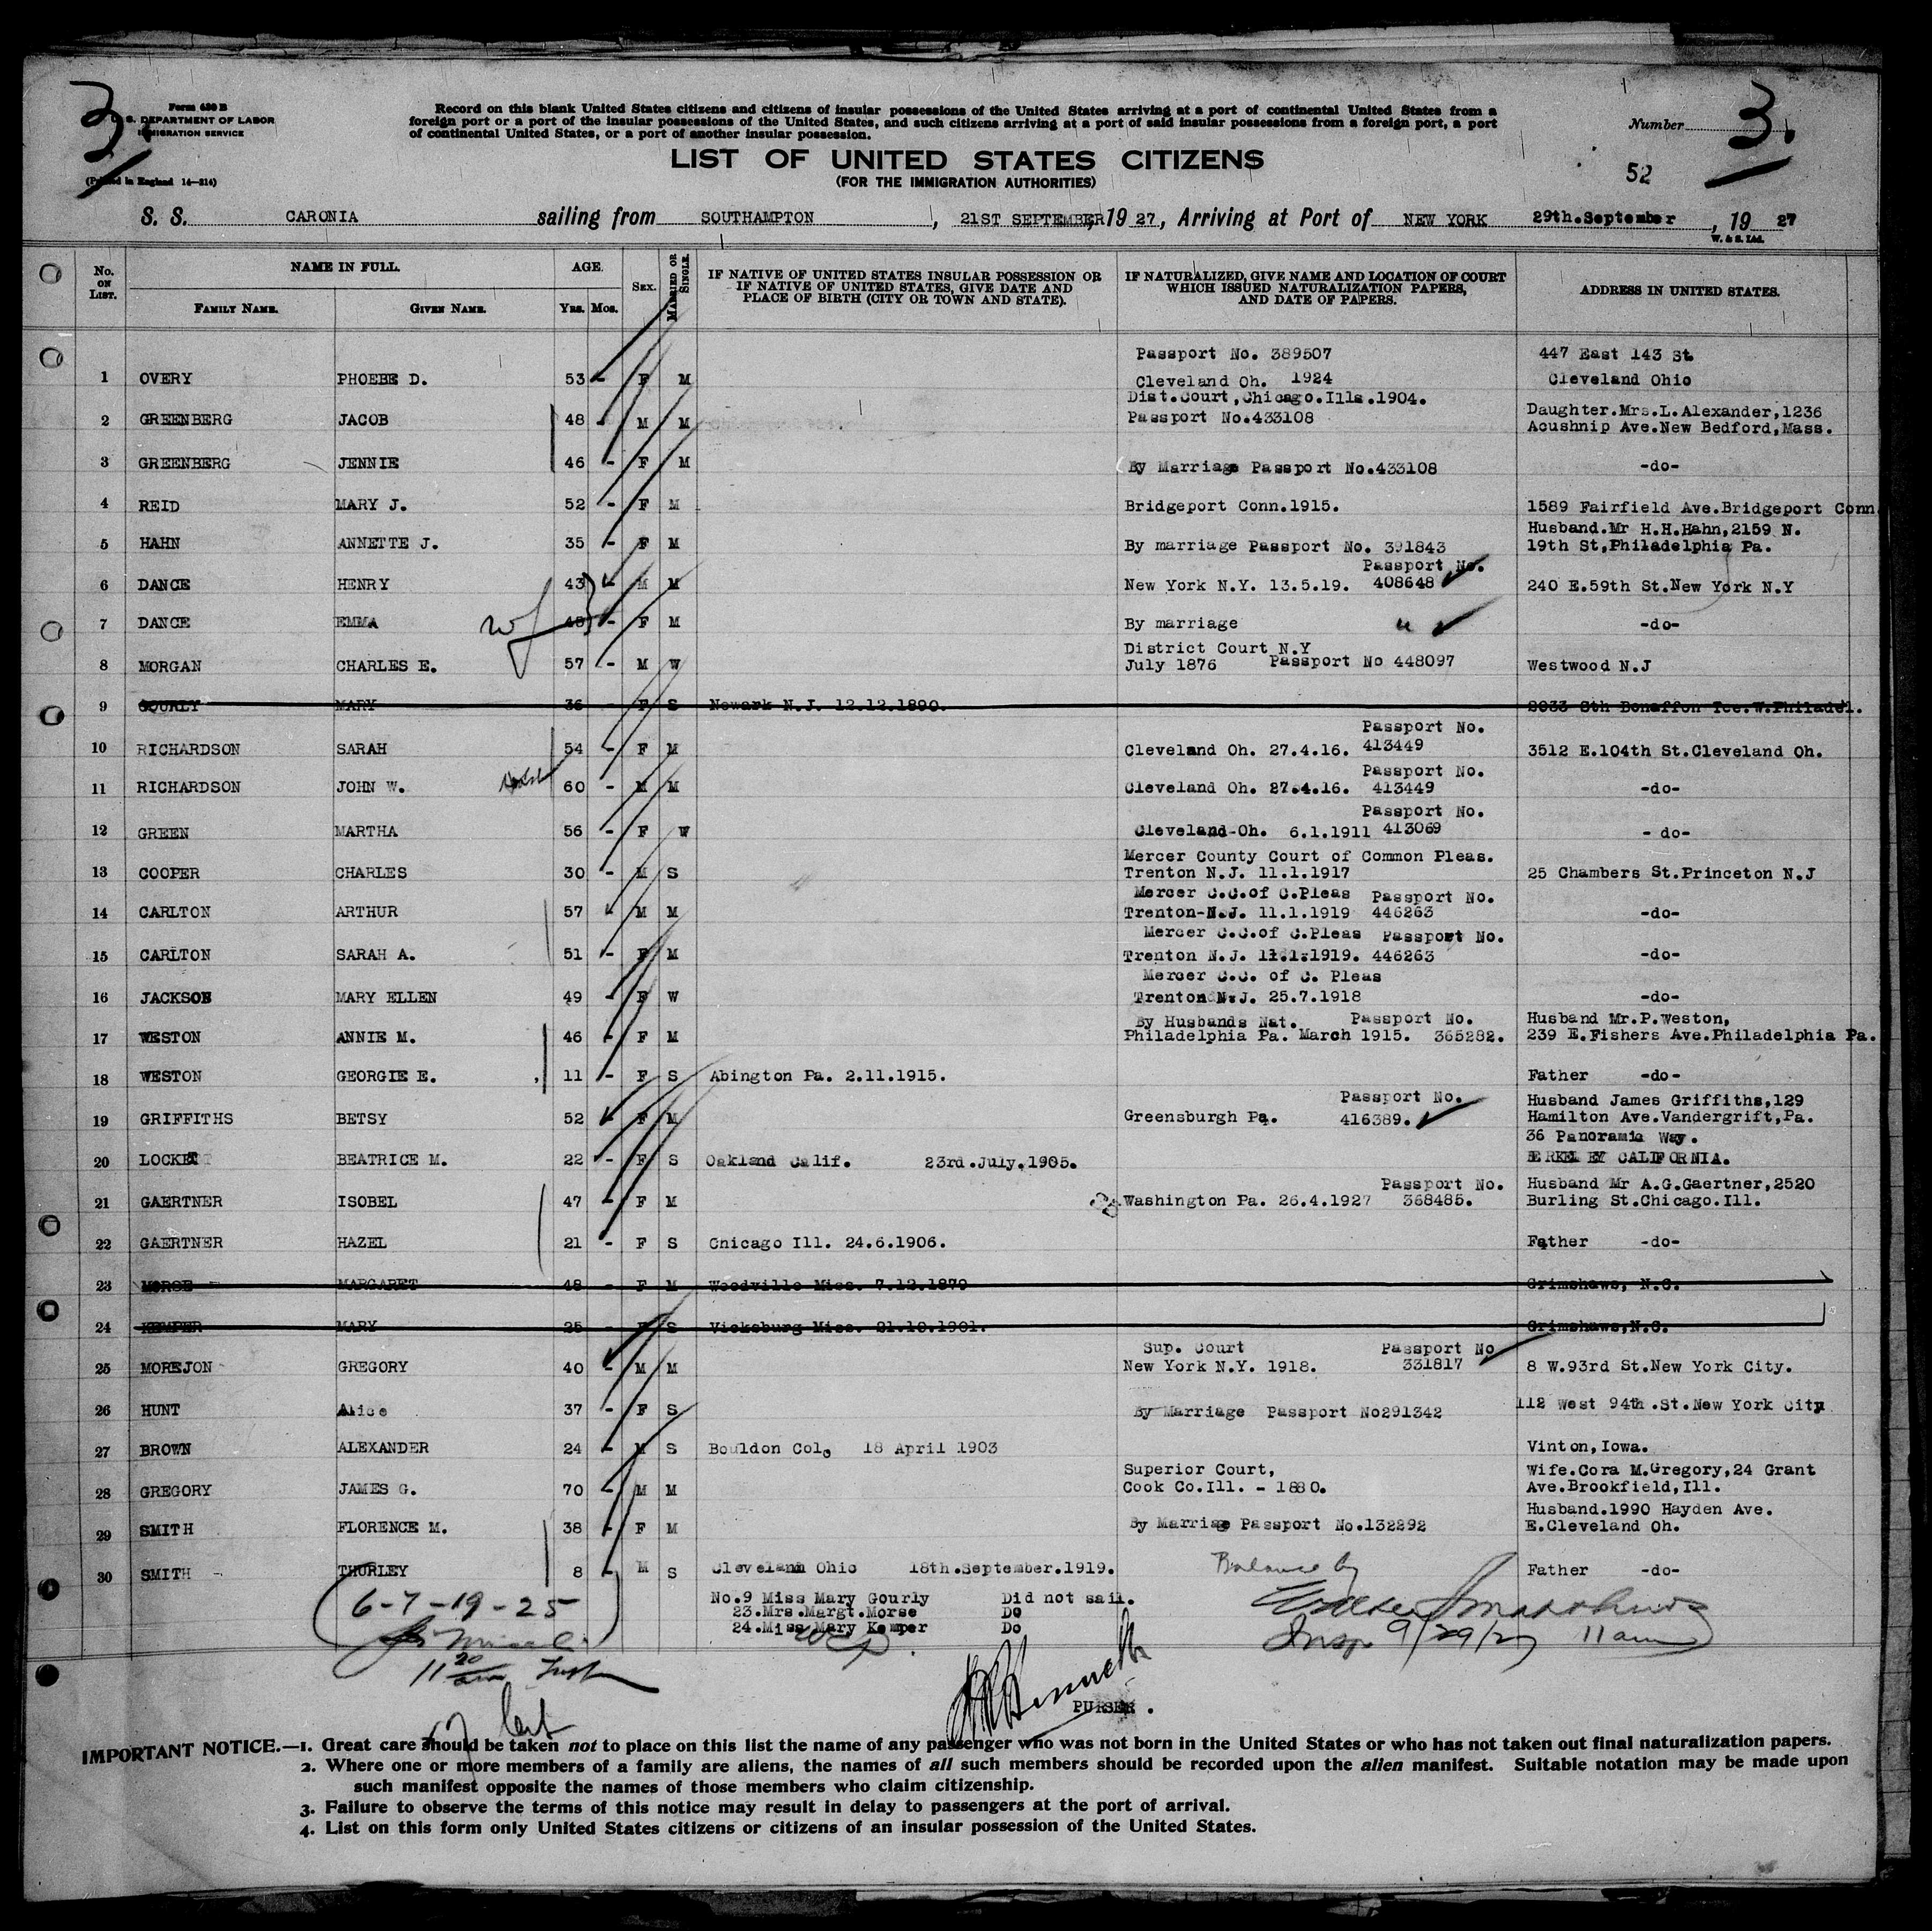 3.
3.
Form 630 B
U. S. DEPARTMENT OF LABOR
IMMIGRATION SERVICE
(Printed in England 14—214)
Record on this blank United States citizens and citizens of insular possessions of the United States arriving at a port of continental United States from a
foreign port or a port of the insular possessions of the United States, and such citizens arriving at a port of said insular possessions from a foreign port, a port
of continental United States, or a port of another insular possession.
Number
LIST OF UNITED STATES CITIZENS
(FOR THE IMMIGRATION AUTHORITIES)
52
S. S. CARONIA sailing from SOUTHAMPTON, 21ST SEPTEMBER, 1927, Arriving at Port of NEW YORK 29th.September, 1927
W. & S. Ltd.
No. ON LIST. NAME IN FULL. AGE. SEX. MARRIED OR SINGLE. IF NATIVE OF UNITED STATES INSULAR POSSESSION OR IF NATIVE OF UNITED STATES, GIVE DATE AND PLACE OF BIRTH (CITY OR TOWN AND STATE). IF NATURALIZED, GIVE NAME AND LOCATION OF COURT WHICH ISSUED NATURALIZATION PAPERS, AND DATE OF PAPERS. ADDRESS IN UNITED STATES.
FAMILY NAME. GIVEN NAME. YRS. MOS.
Passport No. 389507 447 East 143 St.
1 OVERY PHOEBE D. 53 - F M Cleveland Oh. 1924 Cleveland Ohio
Dist.Court,Chicago.Ills.1904. Daughter.Mrs.L.Alexander,1236
2 GREENBERG JACOB 48 - M M Passport No.433108 Acushnip Ave.New Bedford,Mass.
3 GREENBERG JENNIE 46 - F M By Marriage Passport No.433108 -do-
4 REID MARY J. 52 - F M Bridgeport Conn.1915. 1589 Fairfield Ave.Bridgeport Conn
Husband.Mr H.H.Hahn,2159 N.
5 HAHN ANNETTE J. 35 - F M By marriage Passport No. 391843 19th St,Philadelphia Pa.
Passport No.
6 DANCE HENRY 43 - M M New York N.Y. 13.5.19. 408648 240 E.59th St.New York N.Y
7 DANCE EMMA wf 45 F M By marriage " -do-
District Court N.Y
8 MORGAN CHARLES E. 57 - M W July 1876 Passport No 448097 Westwood N.J
9 GOURLY MARY 36 - F S Newark N.J. 12.12.1890. 2033 Sth Bonaffon Tce.W.Philadel.
Passport No.
10 RICHARDSON SARAH 54 - F M Cleveland Oh. 27.4.16. 413449 3512 E.104th St.Cleveland Oh.
Passport No.
11 RICHARDSON JOHN W. 60 - M M Cleveland Oh. 27.4.16. 413449 -do-
Passport No.
12 GREEN MARTHA 56 - F W Cleveland-Oh. 6.1.1911 413069 - do-
Mercer County Court of Common Pleas.
13 COOPER CHARLES 30 - M S Trenton N.J. 11.1.1917 25 Chambers St.Princeton N.J
Mercer C.C.of C.Pleas Passport No.
14 CARLTON ARTHUR 57 - M M Trenton-N.J. 11.1.1919 446263 -do-
Mercer C.C.of C.Pleas Passport No.
15 CARLTON SARAH A. 51 - F M Trenton N.J. 11.1.1919. 446263 -do-
Mercer C.C. of C. Pleas
16 JACKSON MARY ELLEN 49 - F W Trenton N.J. 25.7.1918 -do-
By Husbands Nat. Passport No. Husband Mr.P.Weston,
17 WESTON ANNIE M. 46 - F M Philadelphia Pa. March 1915. 365282. 239 E.Fishers Ave.Philadelphia Pa.
18 WESTON GEORGIE E. 11 - F S Abington Pa. 2.11.1915. Father -do-
Passport No. Husband James Griffiths,129
19 GRIFFITHS BETSY 52 - F M Greensburgh Pa. 416389. Hamilton Ave.Vandergrift,Pa.
36 Panoramic Way.
20 LOCKETT BEATRICE M. 22 - F S Oakland Calif. 23rd.July.1905. BERKELEY CALIFORNIA.
Passport No. Husband Mr A.G.Gaertner,2520
21 GAERTNER ISOBEL 47 - F M Washington Pa. 26.4.1927 368485. Burling St.Chicago.Ill.
22 GAERTNER HAZEL 21 - F S Chicago Ill. 24.6.1906. Father -do-
23 MORSE MARGARET 48 - F M Woodville Miss. 7.12.1879 Grimshaws, N.C.
24 KEMPER MARY 25 - F S Vicksburg Miss. 21.10.1901. Grimshaws,N.C.
Sup. Court Passport No
25 MOREJON GREGORY 40 - M M New York N.Y. 1918. 331817 8 W.93rd St.New York City.
26 HUNT Alice 37 - F S By Marriage Passport No291342 112 West 94th.St.New York City
27 BROWN ALEXANDER 24 - M S Bouldon Col. 18 April 1903 Vinton,Iowa.
Superior Court, Wife.Cora M.Gregory,24 Grant
28 GREGORY JAMES G. 70 - M M Cook Co.Ill. - 1880. Ave.Brookfield,Ill.
Husband.1990 Hayden Ave.
29 SMITH FLORENCE M. 38 - F M By Marriage Passport No.132292 E.Cleveland Oh.
30 SMITH THURLEY 8 - M S Cleveland Ohio 18th.September.1919. Father -do-
Balance by
6-7-19-25
No.9 Miss Mary Gourly Did not sail.
23.Mrs.Margt.Morse Do
24.Miss Mary Kemper Do
Insp 9/29/27 11 am
11 20 am
PURSER.
IMPORTANT NOTICE.—1. Great care should be taken not to place on this list the name of any passenger who was not born in the United States or who has not taken out final naturalization papers.
2. Where one or more members of a family are aliens, the names of all such members should be recorded upon the alien manifest. Suitable notation may be made upon
such manifest opposite the names of those members who claim citizenship.
3. Failure to observe the terms of this notice may result in delay to passengers at the port of arrival.
4. List on this form only United States citizens or citizens of an insular possession of the United States.